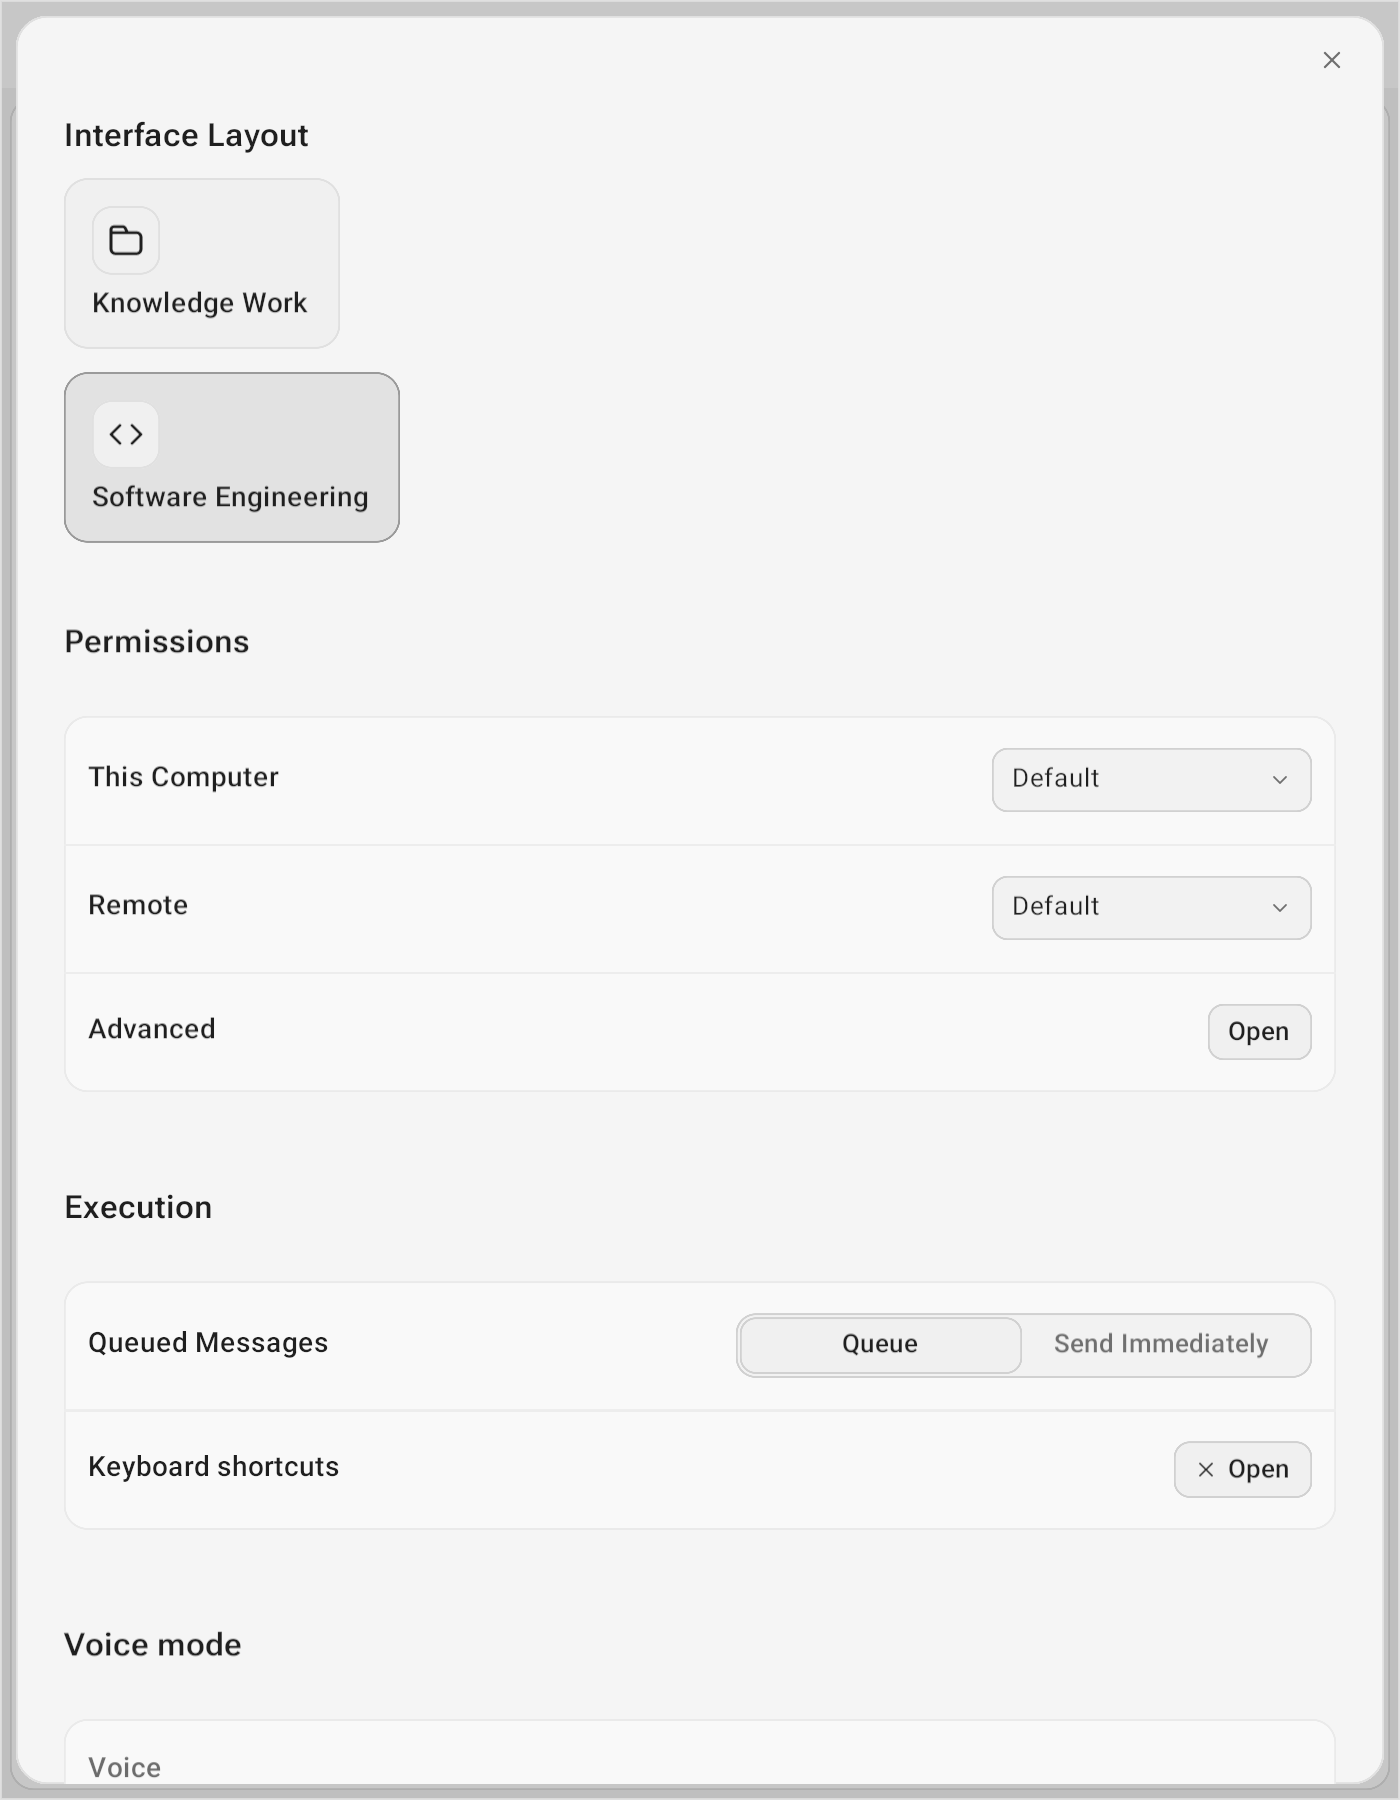 Interface Layout
Knowledge Work
Software Engineering
Permissions
This Computer
Default
Remote
Default
Advanced
Open
Execution
Queued Messages
Queue
Send Immediately
Keyboard shortcuts
Open
Voice mode
Voice